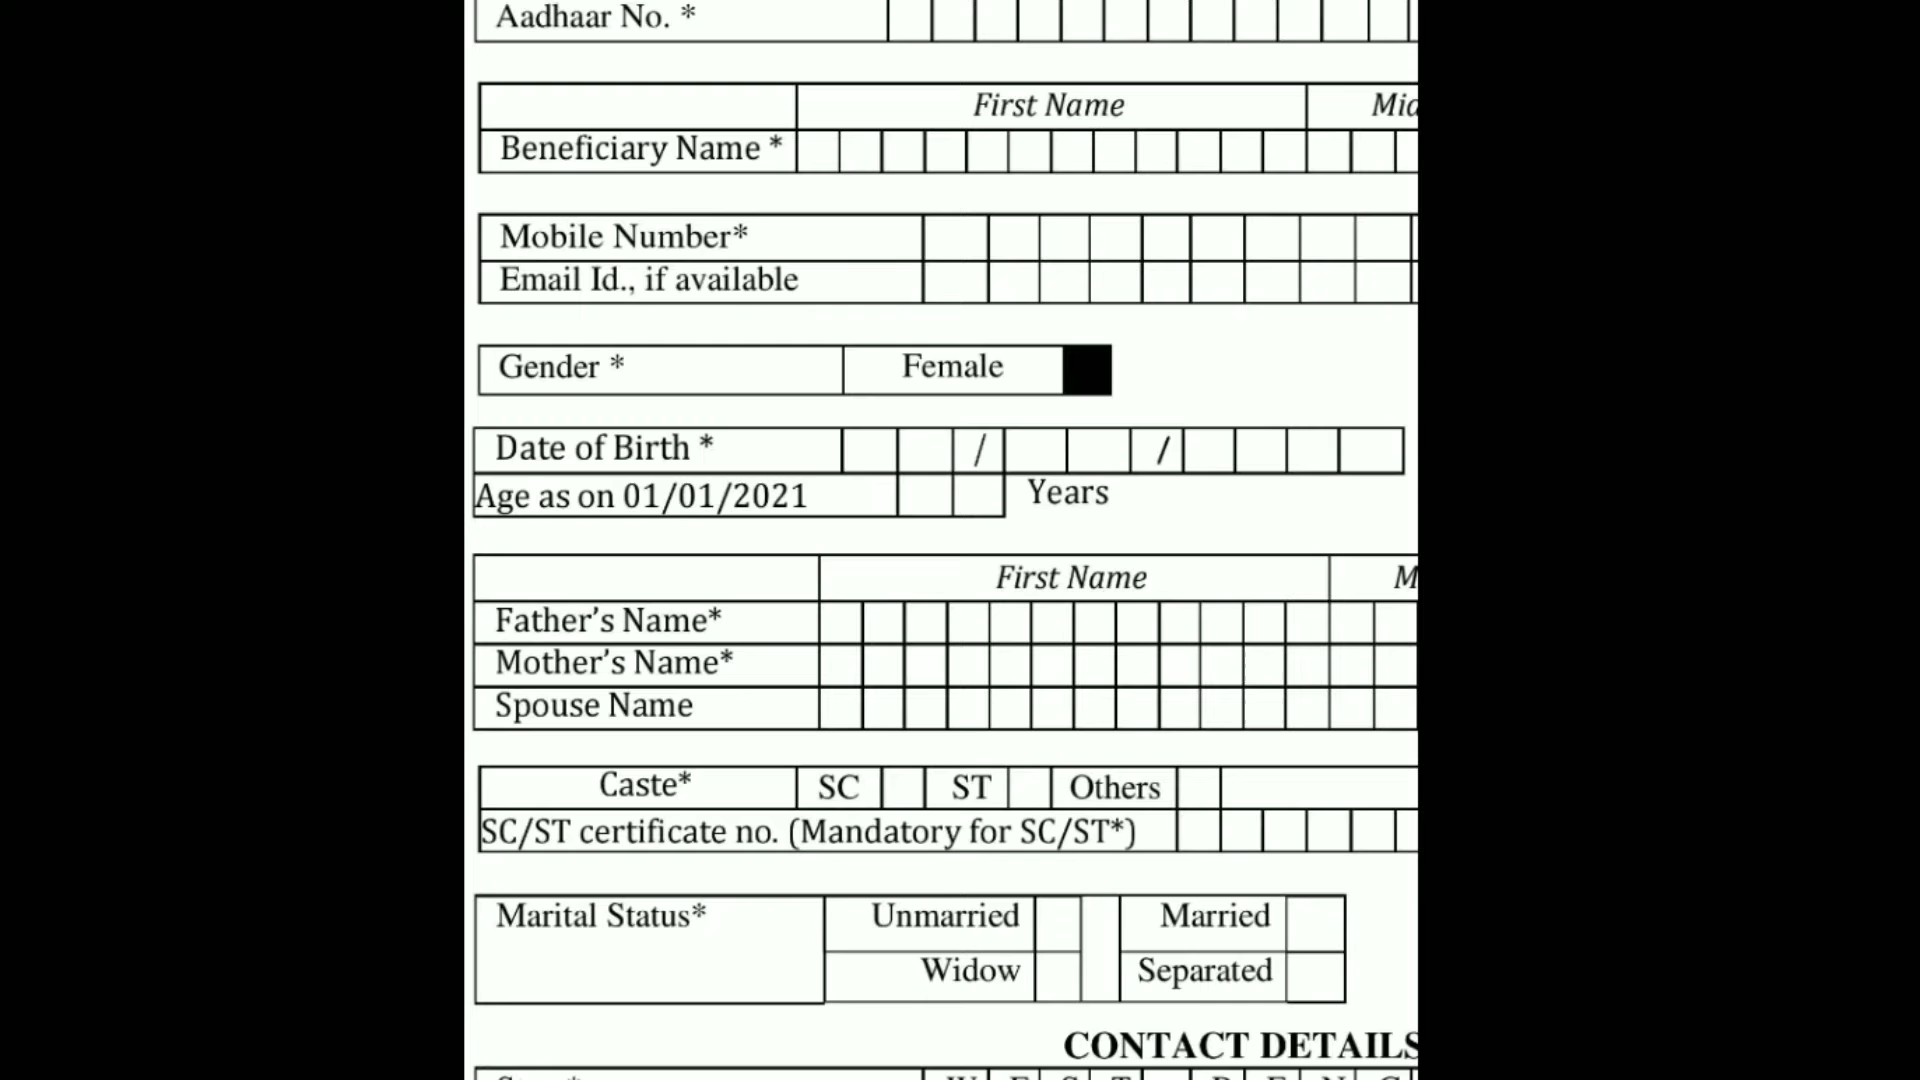 Aadhaar No. *
First Name
Beneficiary Name *
Mobile Number*
Email Id., if available
Gender * Female
Date of Birth * / /
Age as on 01/01/2021 Years
First Name
Father’s Name*
Mother’s Name*
Spouse Name
Caste* SC ST Others
SC/ST certificate no. (Mandatory for SC/ST*)
Marital Status* Unmarried Married
Widow Separated
CONTACT DETAILS